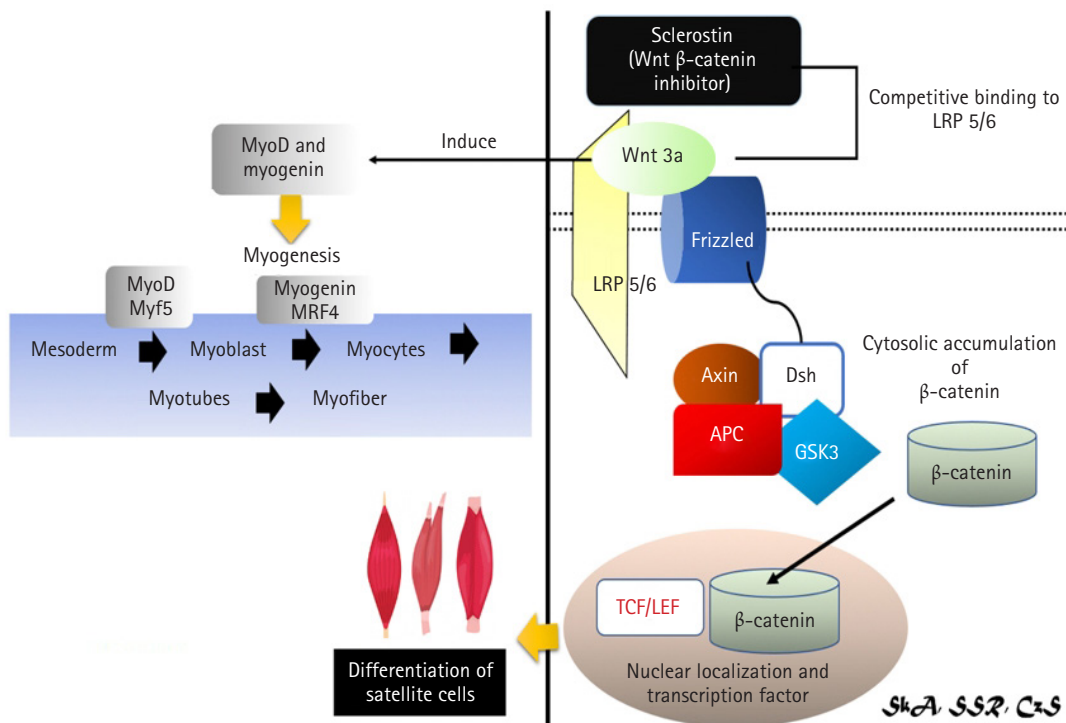 Sclerostin
(Wnt β-catenin
inhibitor)
Competitive binding to
LRP 5/6
Induce
Wnt 3a
MyoD and
myogenin
Frizzled
LRP 5/6
Myogenesis
MyoD
Myf5
Myogenin
MRF4
Mesoderm
Myoblast
Myocytes
Myotubes
Myofiber
Axin
Dsh
APC
GSK3
Cytosolic accumulation
of
β-catenin
β-catenin
TCF/LEF
β-catenin
Nuclear localization and
transcription factor
Differentiation of
satellite cells
SkA, SSR, CzS